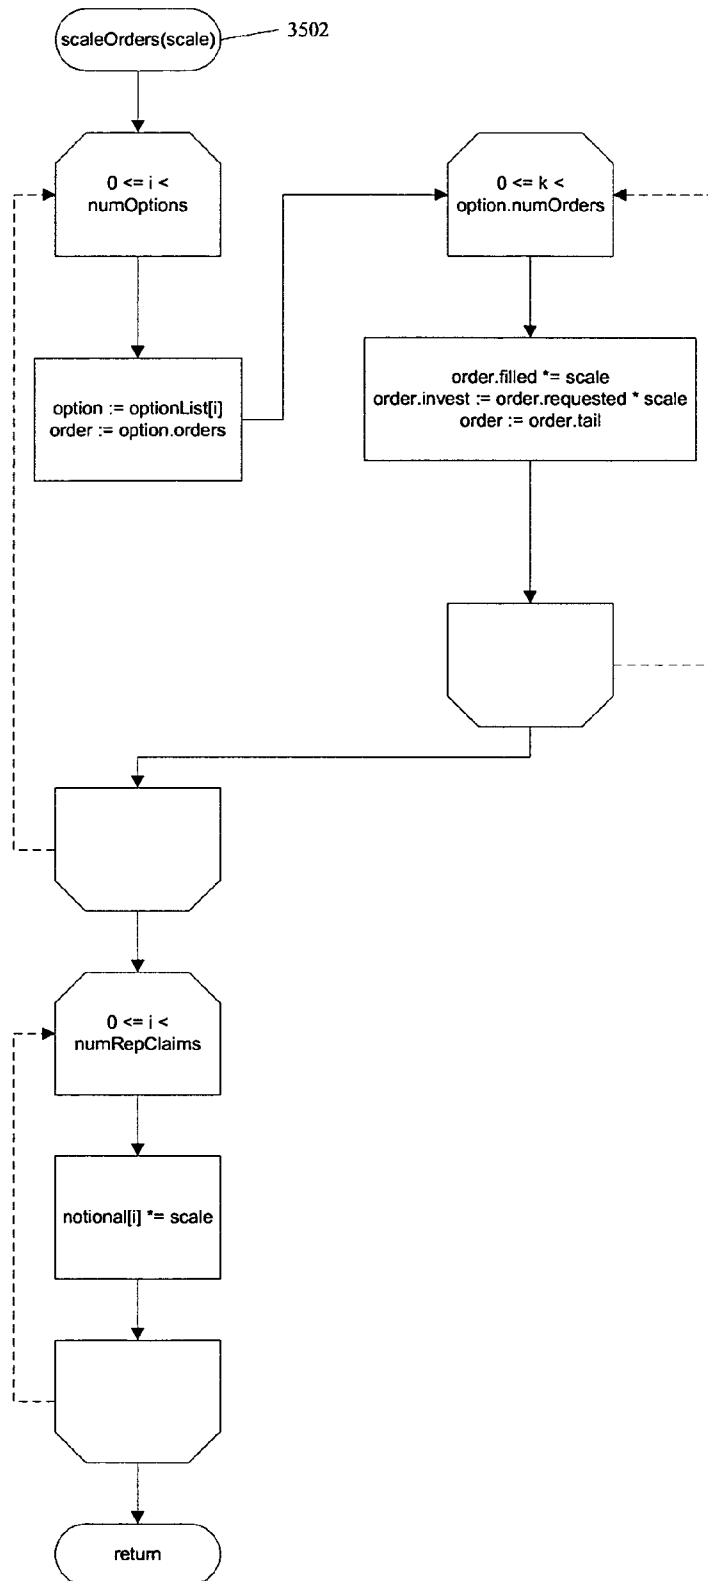 scaleOrders(scale)
3502
0 <= i <
numOptions
option := optionList[i]
order := option.orders
0 <= k <
option.numOrders
order.filled *= scale
order.invest := order.requested * scale
order := order.tail
0 <= i <
numRepClaims
notional[i] *= scale
return